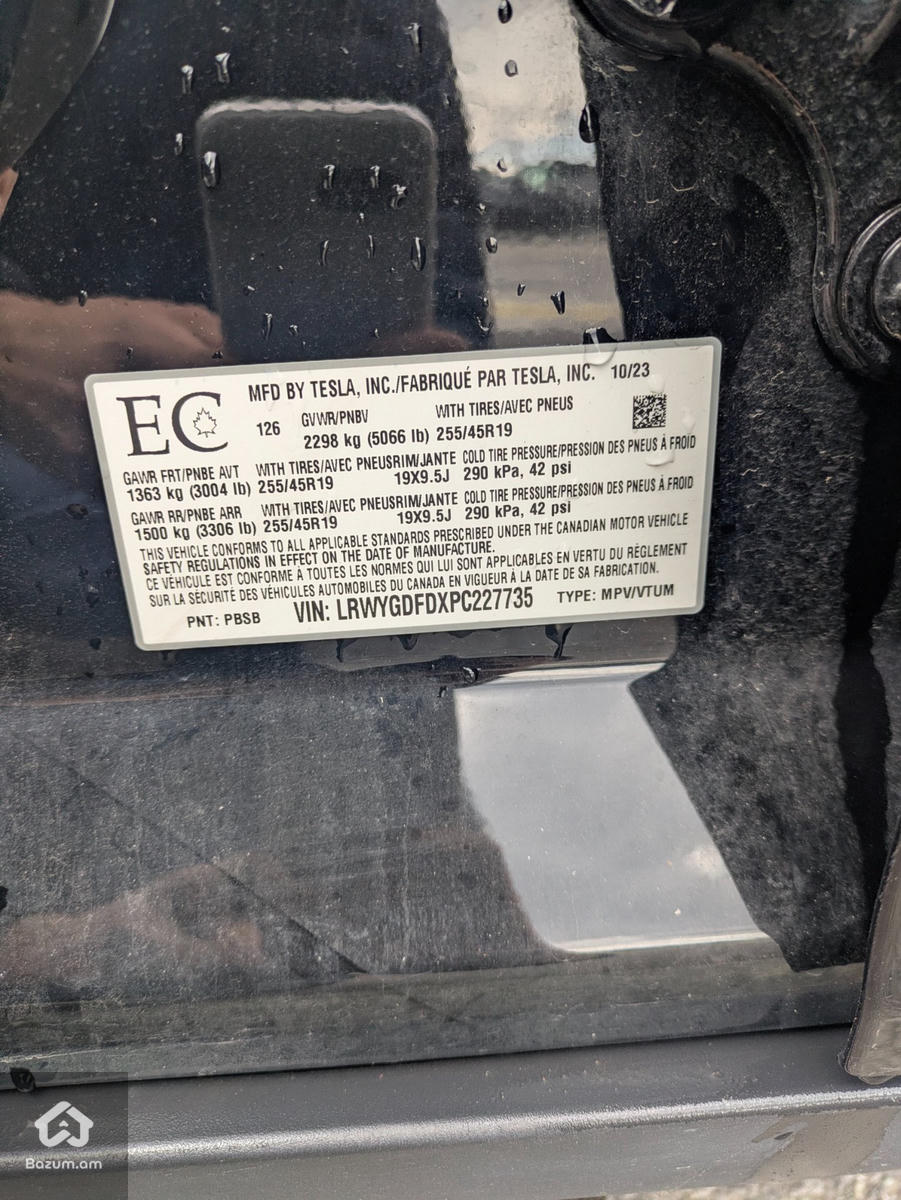 MFD BY TESLA, INC./FABRIQUÉ PAR TESLA, INC. 10/23
EC 126 GVWR/PNBV WITH TIRES/AVEC PNEUS
2298 kg (5066 lb) 255/45R19
GAWR FRT/PNBE AVT WITH TIRES/AVEC PNEUS RIM/JANTE COLD TIRE PRESSURE/PRESSION DES PNEUS À FROID
1363 kg (3004 lb) 255/45R19 19X9.5J 290 kPa, 42 psi
GAWR RR/PNBE ARR WITH TIRES/AVEC PNEUS RIM/JANTE COLD TIRE PRESSURE/PRESSION DES PNEUS À FROID
1500 kg (3306 lb) 255/45R19 19X9.5J 290 kPa, 42 psi
THIS VEHICLE CONFORMS TO ALL APPLICABLE STANDARDS PRESCRIBED UNDER THE CANADIAN MOTOR VEHICLE
SAFETY REGULATIONS IN EFFECT ON THE DATE OF MANUFACTURE.
CE VÉHICULE EST CONFORME À TOUTES LES NORMES QUI LUI SONT APPLICABLES EN VERTU DU RÈGLEMENT
SUR LA SÉCURITÉ DES VÉHICULES AUTOMOBILES DU CANADA EN VIGUEUR À LA DATE DE SA FABRICATION.
PNT: PBSB VIN: LRWYGDFDXPC227735 TYPE: MPV/VTUM
Bazum.am